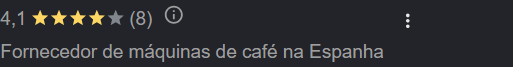 4,1 (8)
Fornecedor de máquinas de café na Espanha